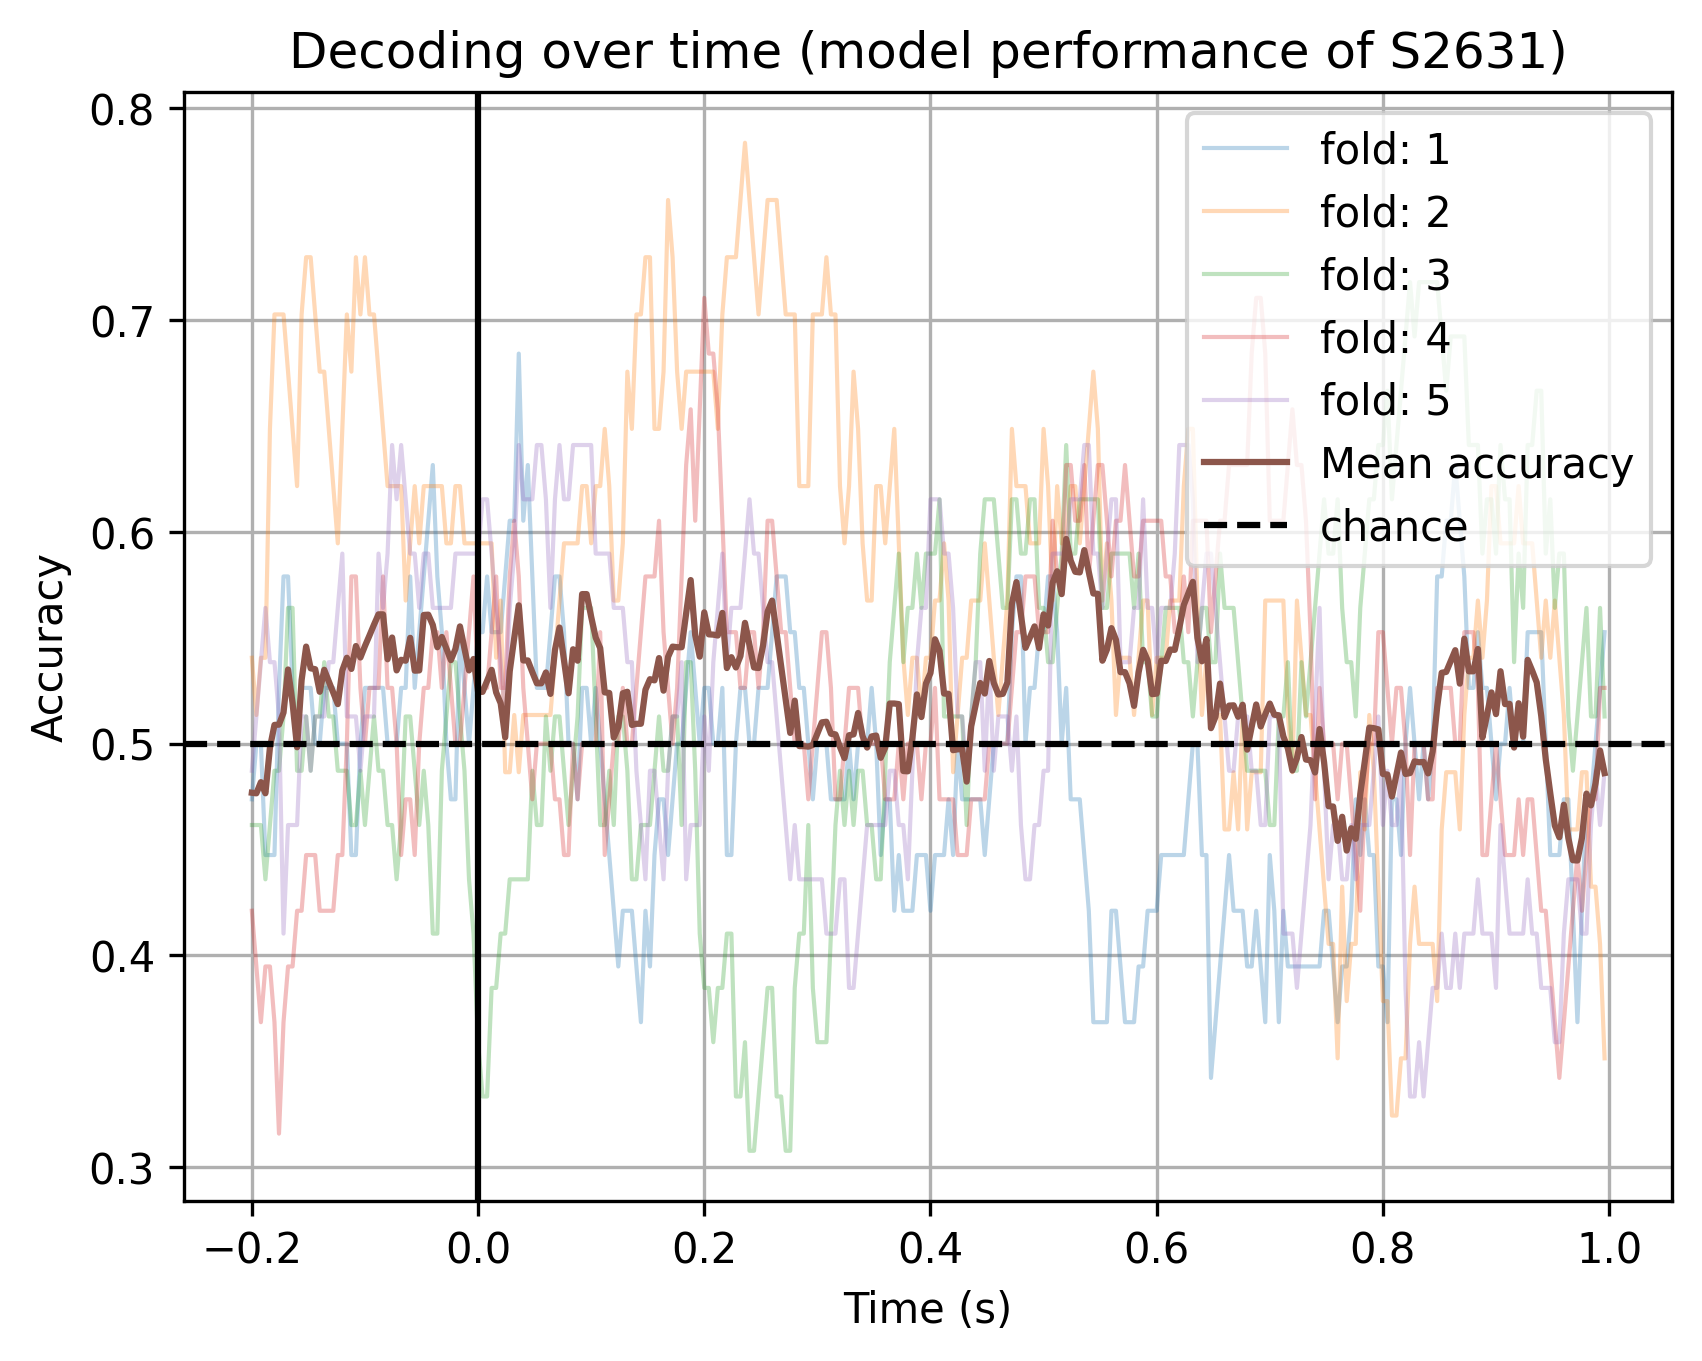 Decoding over time (model performance of S2631)
0.8
0.7
0.6
0.5
0.4
0.3
Accuracy
fold: 1
fold: 2
fold: 3
fold: 4
fold: 5
Mean accuracy
chance
−0.2 0.0 0.2 0.4 0.6 0.8 1.0
Time (s)